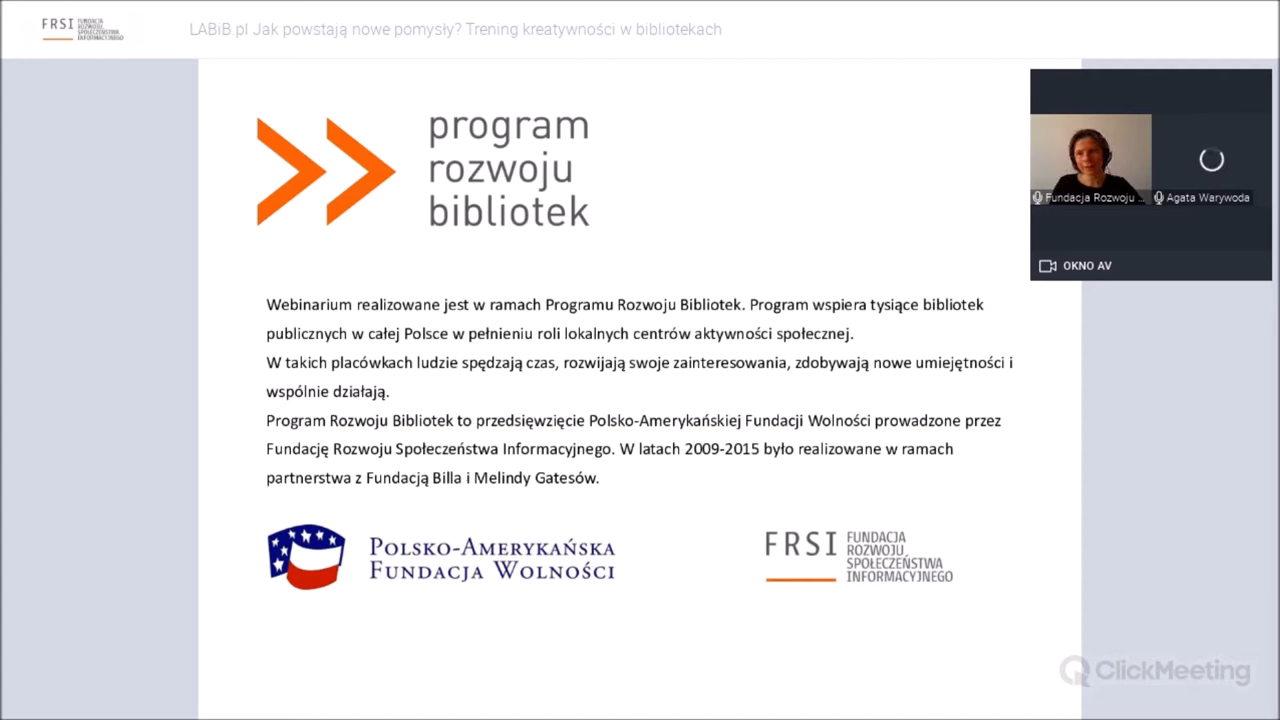 FRSI FUNDACJA
ROZWOJU
SPOŁECZEŃSTWA
INFORMACYJNEGO
LABiB.pl Jak powstają nowe pomysły? Trening kreatywności w bibliotekach
program
rozwoju
bibliotek
Fundacja Rozwoju ...
Agata Warywoda
OKNO AV
Webinarium realizowane jest w ramach Programu Rozwoju Bibliotek. Program wspiera tysiące bibliotek
publicznych w całej Polsce w pełnieniu roli lokalnych centrów aktywności społecznej.
W takich placówkach ludzie spędzają czas, rozwijają swoje zainteresowania, zdobywają nowe umiejętności i
wspólnie działają.
Program Rozwoju Bibliotek to przedsięwzięcie Polsko-Amerykańskiej Fundacji Wolności prowadzone przez
Fundację Rozwoju Społeczeństwa Informacyjnego. W latach 2009-2015 było realizowane w ramach
partnerstwa z Fundacją Billa i Melindy Gatesów.
POLSKO-AMERYKAŃSKA
FUNDACJA WOLNOŚCI
FRSI FUNDACJA
ROZWOJU
SPOŁECZEŃSTWA
INFORMACYJNEGO
ClickMeeting